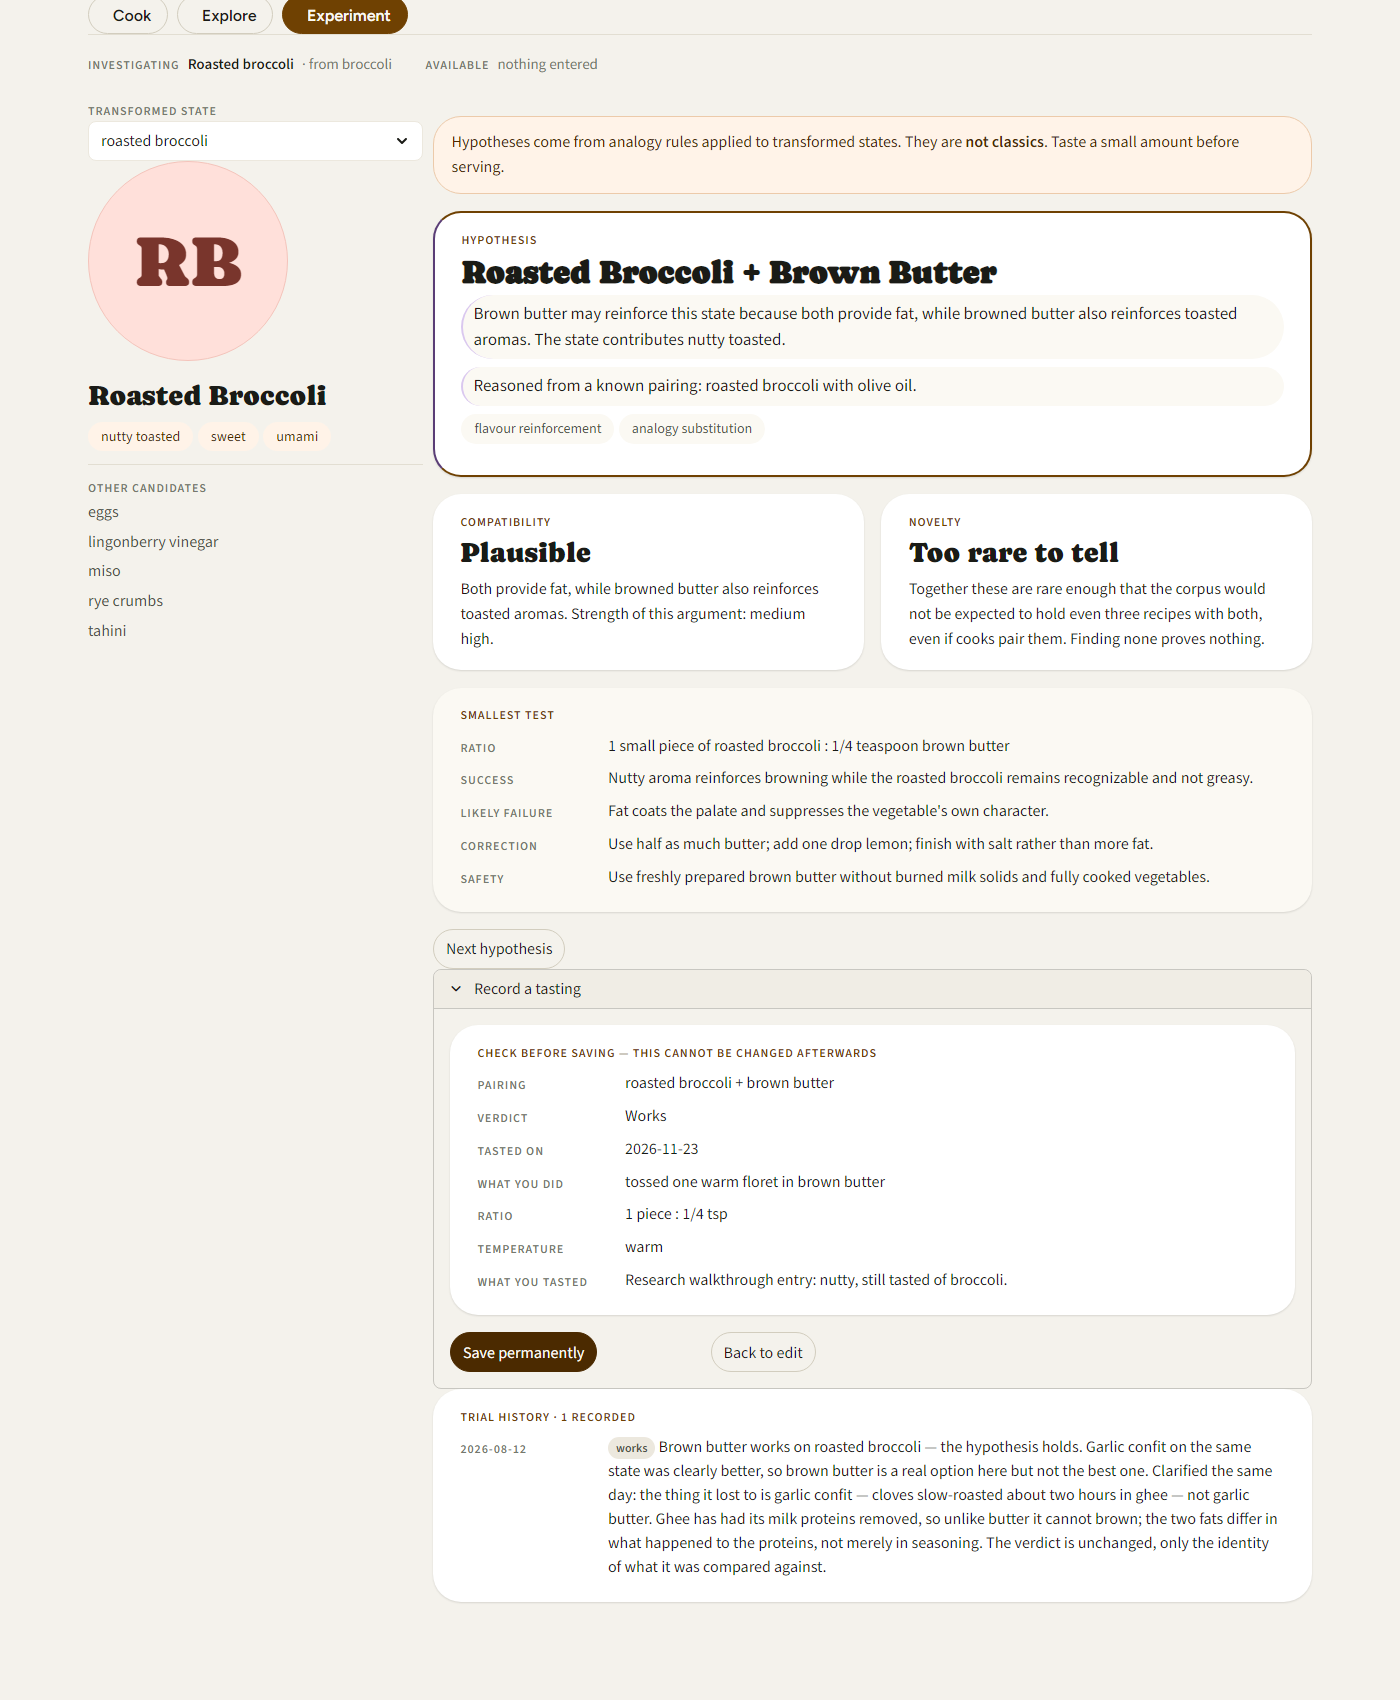 Cook
Explore
Experiment
INVESTIGATING Roasted broccoli · from broccoli AVAILABLE nothing entered
TRANSFORMED STATE
roasted broccoli
RB
Roasted Broccoli
nutty toasted
sweet
umami
OTHER CANDIDATES
eggs
lingonberry vinegar
miso
rye crumbs
tahini
Hypotheses come from analogy rules applied to transformed states. They are not classics. Taste a small amount before
serving.
HYPOTHESIS
Roasted Broccoli + Brown Butter
Brown butter may reinforce this state because both provide fat, while browned butter also reinforces toasted
aromas. The state contributes nutty toasted.
Reasoned from a known pairing: roasted broccoli with olive oil.
flavour reinforcement
analogy substitution
COMPATIBILITY
Plausible
Both provide fat, while browned butter also reinforces
toasted aromas. Strength of this argument: medium
high.
NOVELTY
Too rare to tell
Together these are rare enough that the corpus would
not be expected to hold even three recipes with both,
even if cooks pair them. Finding none proves nothing.
SMALLEST TEST
RATIO 1 small piece of roasted broccoli : 1/4 teaspoon brown butter
SUCCESS Nutty aroma reinforces browning while the roasted broccoli remains recognizable and not greasy.
LIKELY FAILURE Fat coats the palate and suppresses the vegetable's own character.
CORRECTION Use half as much butter; add one drop lemon; finish with salt rather than more fat.
SAFETY Use freshly prepared brown butter without burned milk solids and fully cooked vegetables.
Next hypothesis
Record a tasting
CHECK BEFORE SAVING — THIS CANNOT BE CHANGED AFTERWARDS
PAIRING roasted broccoli + brown butter
VERDICT Works
TASTED ON 2026-11-23
WHAT YOU DID tossed one warm floret in brown butter
RATIO 1 piece : 1/4 tsp
TEMPERATURE warm
WHAT YOU TASTED Research walkthrough entry: nutty, still tasted of broccoli.
Save permanently
Back to edit
TRIAL HISTORY · 1 RECORDED
2026-08-12 works Brown butter works on roasted broccoli — the hypothesis holds. Garlic confit on the same
state was clearly better, so brown butter is a real option here but not the best one. Clarified the same
day: the thing it lost to is garlic confit — cloves slow-roasted about two hours in ghee — not garlic
butter. Ghee has had its milk proteins removed, so unlike butter it cannot brown; the two fats differ in
what happened to the proteins, not merely in seasoning. The verdict is unchanged, only the identity
of what it was compared against.